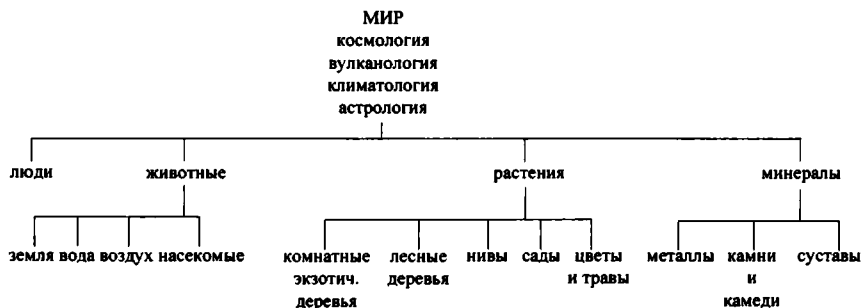 МИР
космология
вулканология
климатология
астрология
люди животные растения минералы
земля вода воздух насекомые комнатные лесные нивы сады цветы металлы камни суставы
экзотич. деревья и травы и
деревья камеди